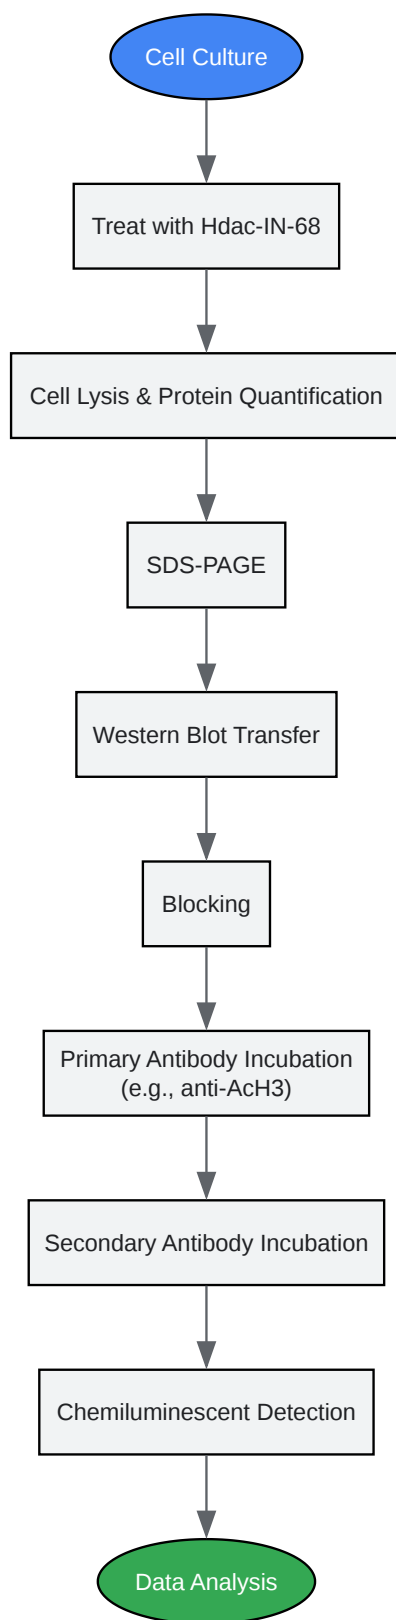 Cell Culture
Treat with Hdac-IN-68
Cell Lysis & Protein Quantification
SDS-PAGE
Western Blot Transfer
Blocking
Primary Antibody Incubation
(e.g., anti-AcH3)
Secondary Antibody Incubation
Chemiluminescent Detection
Data Analysis